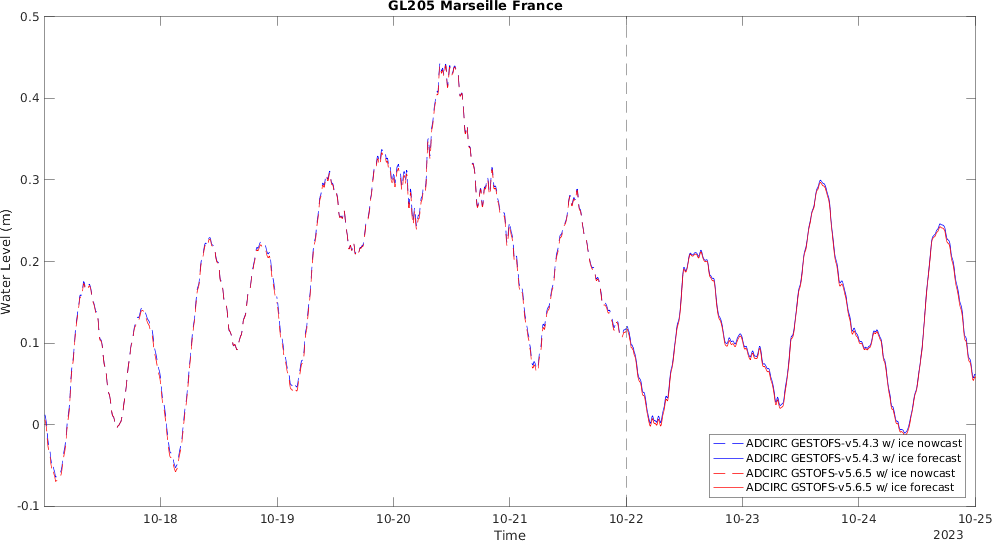 GL205 Marseille France
0.5
0.4
0.3
0.2
0.1
0
-0.1
Water Level (m)
10-18
10-19
10-20
10-21
10-22
10-23
10-24
10-25
Time
2023
ADCIRC GESTOFS-v5.4.3 w/ ice nowcast
ADCIRC GESTOFS-v5.4.3 w/ ice forecast
ADCIRC GSTOFS-v5.6.5 w/ ice nowcast
ADCIRC GSTOFS-v5.6.5 w/ ice forecast